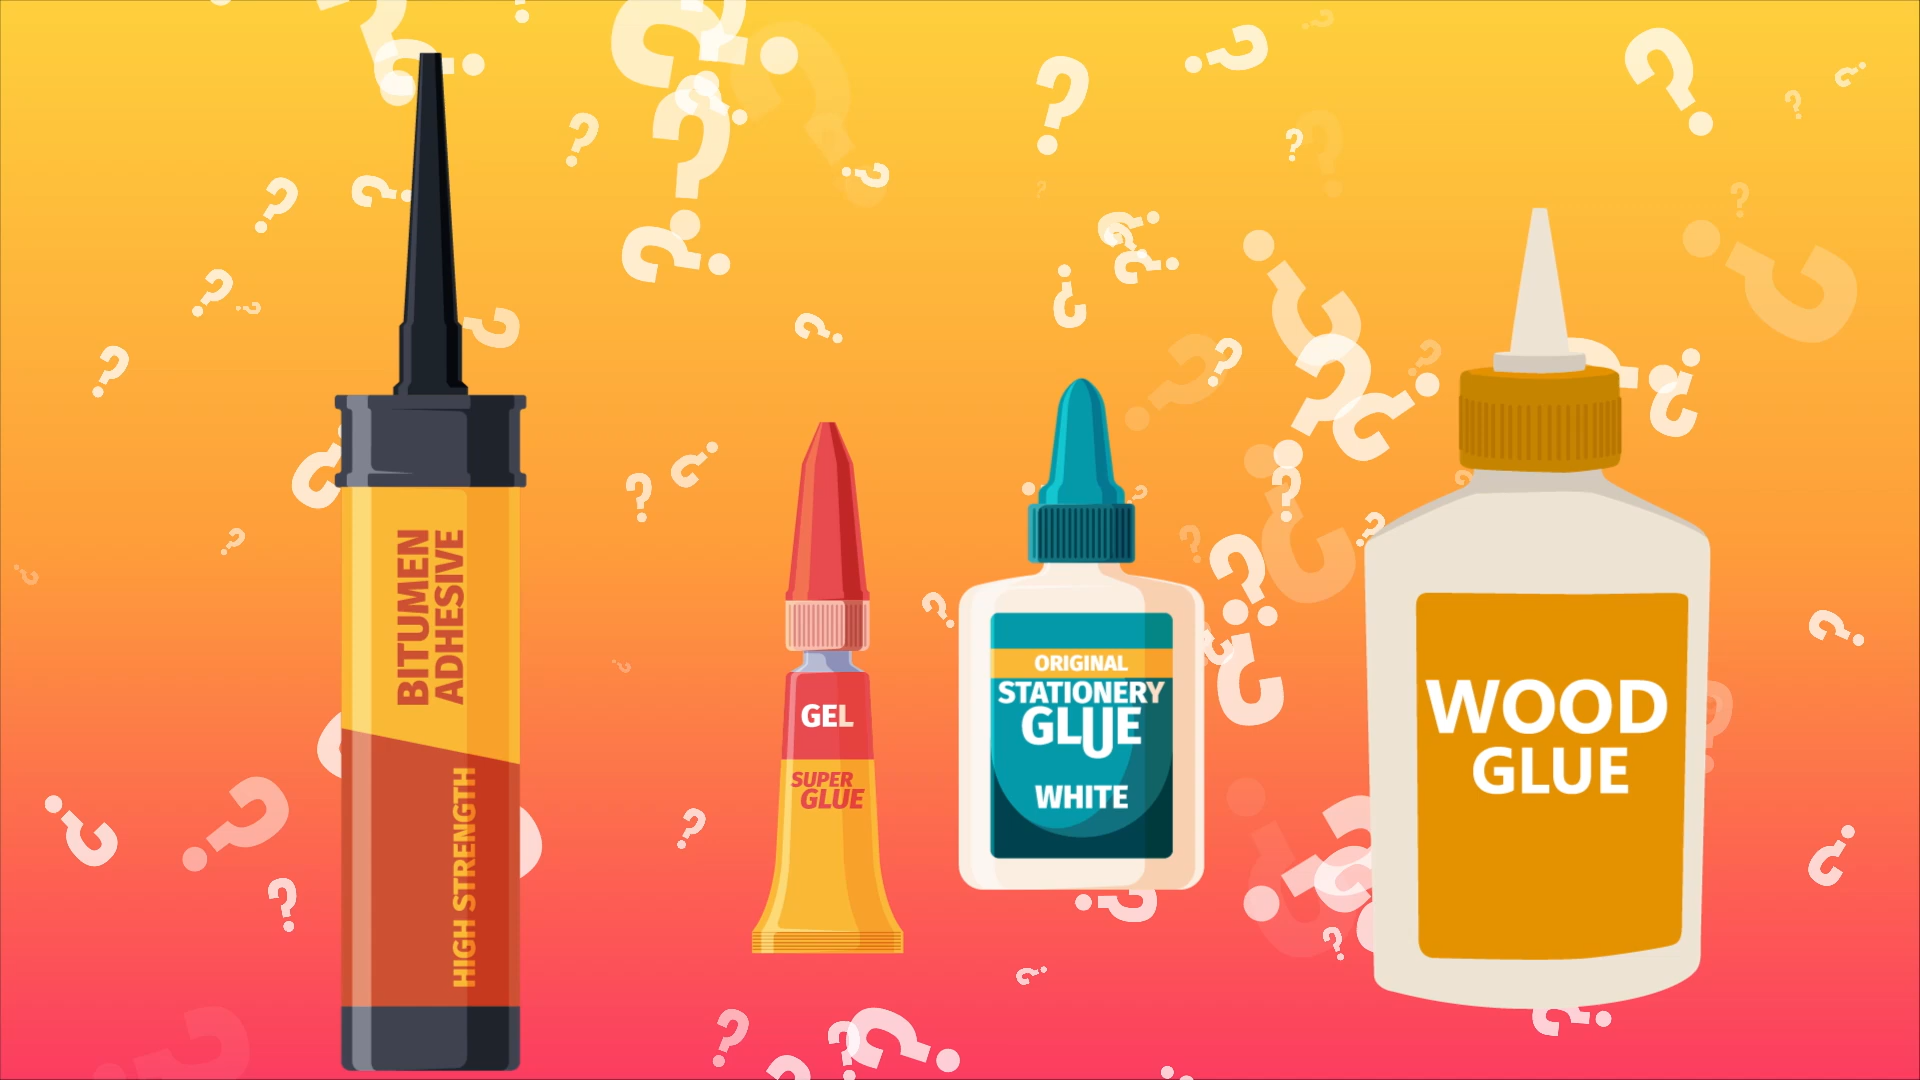 BITUMEN
ADHESIVE
HIGH STRENGTH
GEL
SUPER
GLUE
ORIGINAL
STATIONERY
GLUE
WHITE
WOOD
GLUE